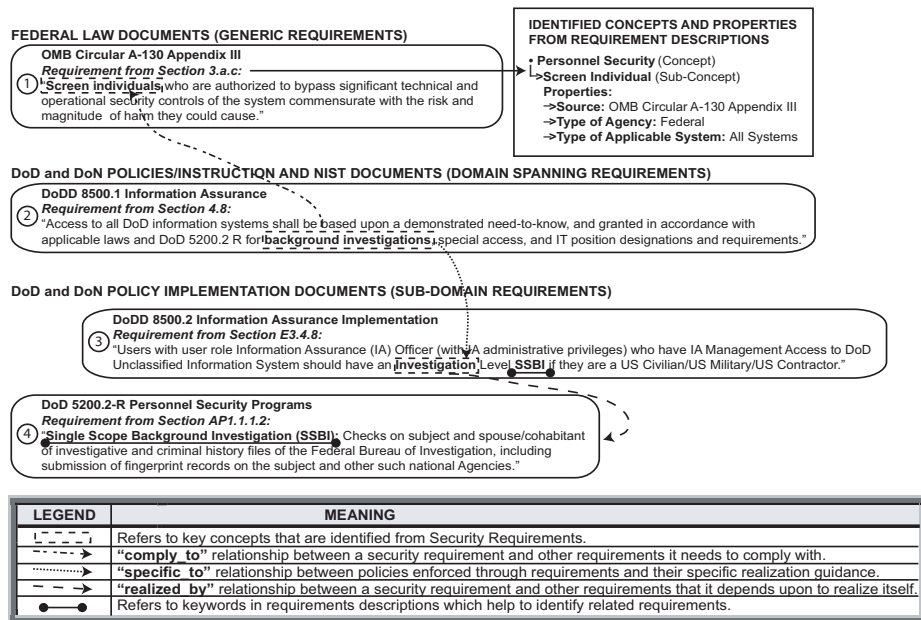 FEDERAL LAW DOCUMENTS (GENERIC REQUIREMENTS)
OMB Circular A-130 Appendix III
Requirement from Section 3.a.c:
1
"Screen individuals who are authorized to bypass significant technical and
operational security controls of the system commensurate with the risk and
magnitude of harm they could cause."
IDENTIFIED CONCEPTS AND PROPERTIES
FROM REQUIREMENT DESCRIPTIONS
• Personnel Security (Concept)
Screen Individual (Sub-Concept)
Properties:
Source: OMB Circular A-130 Appendix III
Type of Agency: Federal
Type of Applicable System: All Systems
DoD and DoN POLICIES/INSTRUCTION AND NIST DOCUMENTS (DOMAIN SPANNING REQUIREMENTS)
DoDD 8500.1 Information Assurance
2
Requirement from Section 4.8:
"Access to all DoD information systems shall be based upon a demonstrated need-to-know, and granted in accordance with
applicable laws and DoD 5200.2 R for background investigations, special access, and IT position designations and requirements."
DoD and DoN POLICY IMPLEMENTATION DOCUMENTS (SUB-DOMAIN REQUIREMENTS)
DoDD 8500.2 Information Assurance Implementation
3
Requirement from Section E3.4.8:
"Users with user role Information Assurance (IA) Officer (with IA administrative privileges) who have IA Management Access to DoD
Unclassified Information System should have an Investigation Level SSBI if they are a US Civilian/US Military/US Contractor."
DoD 5200.2-R Personnel Security Programs
Requirement from Section AP1.1.1.2:
4
"Single Scope Background Investigation (SSBI): Checks on subject and spouse/cohabitant
of investigative and criminal history files of the Federal Bureau of Investigation, including
submission of fingerprint records on the subject and other such national Agencies."
LEGEND MEANING
Refers to key concepts that are identified from Security Requirements.
"comply_to" relationship between a security requirement and other requirements it needs to comply with.
"specific_to" relationship between policies enforced through requirements and their specific realization guidance.
"realized_by" relationship between a security requirement and other requirements that it depends upon to realize itself.
Refers to keywords in requirements descriptions which help to identify related requirements.